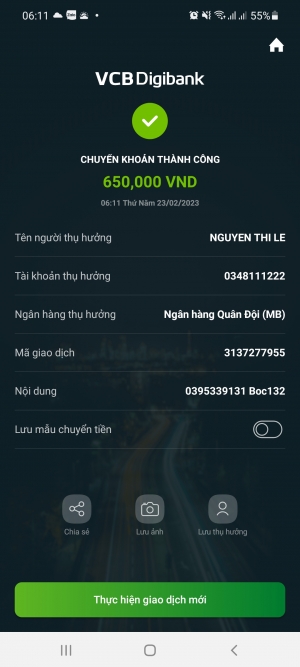 06:11
55%
VCB Digibank
CHUYỂN KHOẢN THÀNH CÔNG
650,000 VND
06:11 Thứ Năm 23/02/2023
Tên người thụ hưởng NGUYEN THI LE
Tài khoản thụ hưởng 0348111222
Ngân hàng thụ hưởng Ngân hàng Quân Đội (MB)
Mã giao dịch 3137277955
Nội dung 0395339131 Boc132
Lưu mẫu chuyển tiền
Chia sẻ Lưu ảnh Lưu thụ hưởng
Thực hiện giao dịch mới